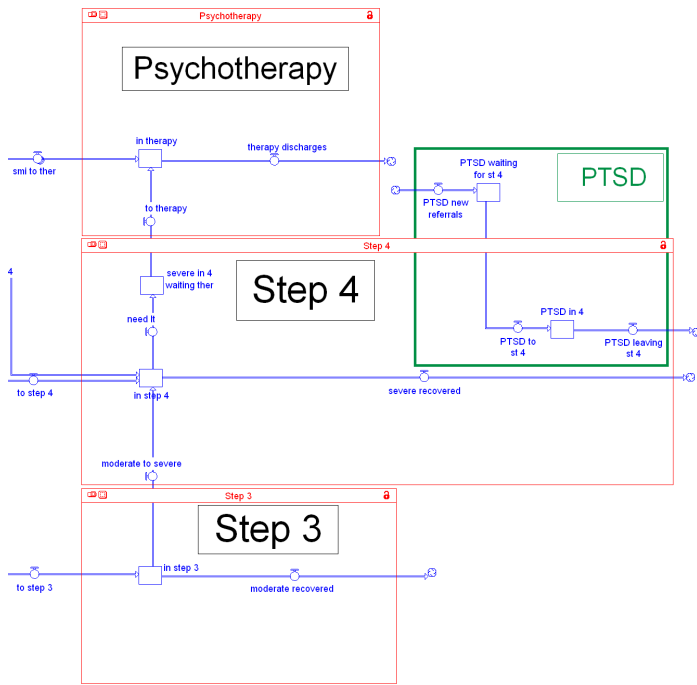 Psychotherapy
Psychotherapy
in therapy
therapy discharges
smi to ther
to therapy
PTSD waiting
for st 4
PTSD
PTSD new
referrals
Step 4
4
severe in 4
waiting ther
Step 4
need lt
PTSD in 4
PTSD to
st 4
PTSD leaving
st 4
to step 4
in step 4
severe recovered
moderate to severe
Step 3
Step 3
in step 3
to step 3
moderate recovered